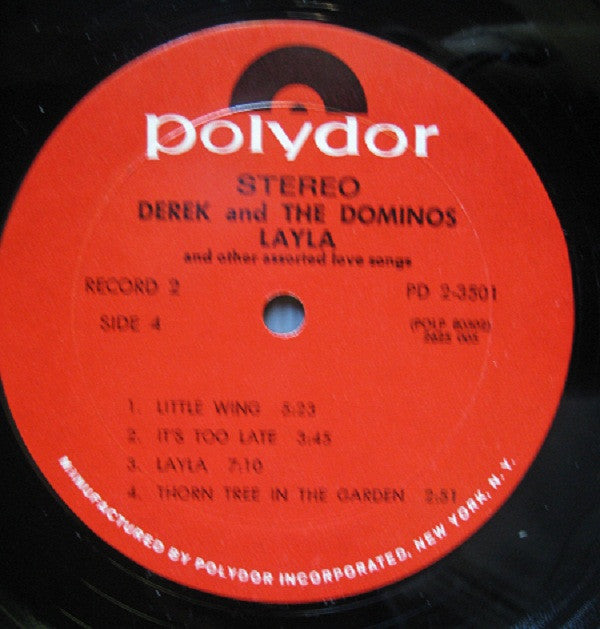 polydor
STEREO
DEREK and THE DOMINOS
LAYLA
and other assorted love songs
RECORD 2
PD 2-3501
SIDE 4
1. LITTLE WING 5:23
2. IT'S TOO LATE 3:45
3. LAYLA 7:10
4. THORN TREE IN THE GARDEN 2:51
MANUFACTURED BY POLYDOR INCORPORATED, NEW YORK, N.Y.